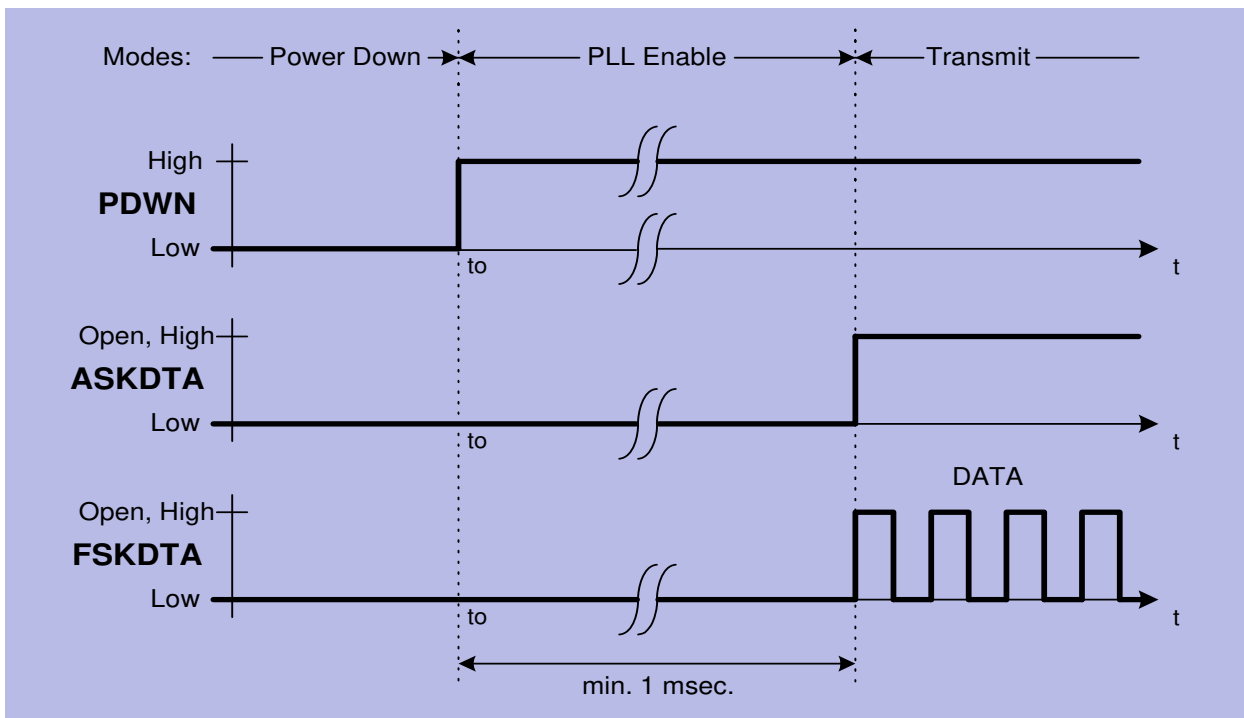 Modes: Power Down PLL Enable Transmit
High
PDWN
Low
to
t
Open, High
ASKDTA
Low
to
t
DATA
Open, High
FSKDTA
Low
to
t
min. 1 msec.